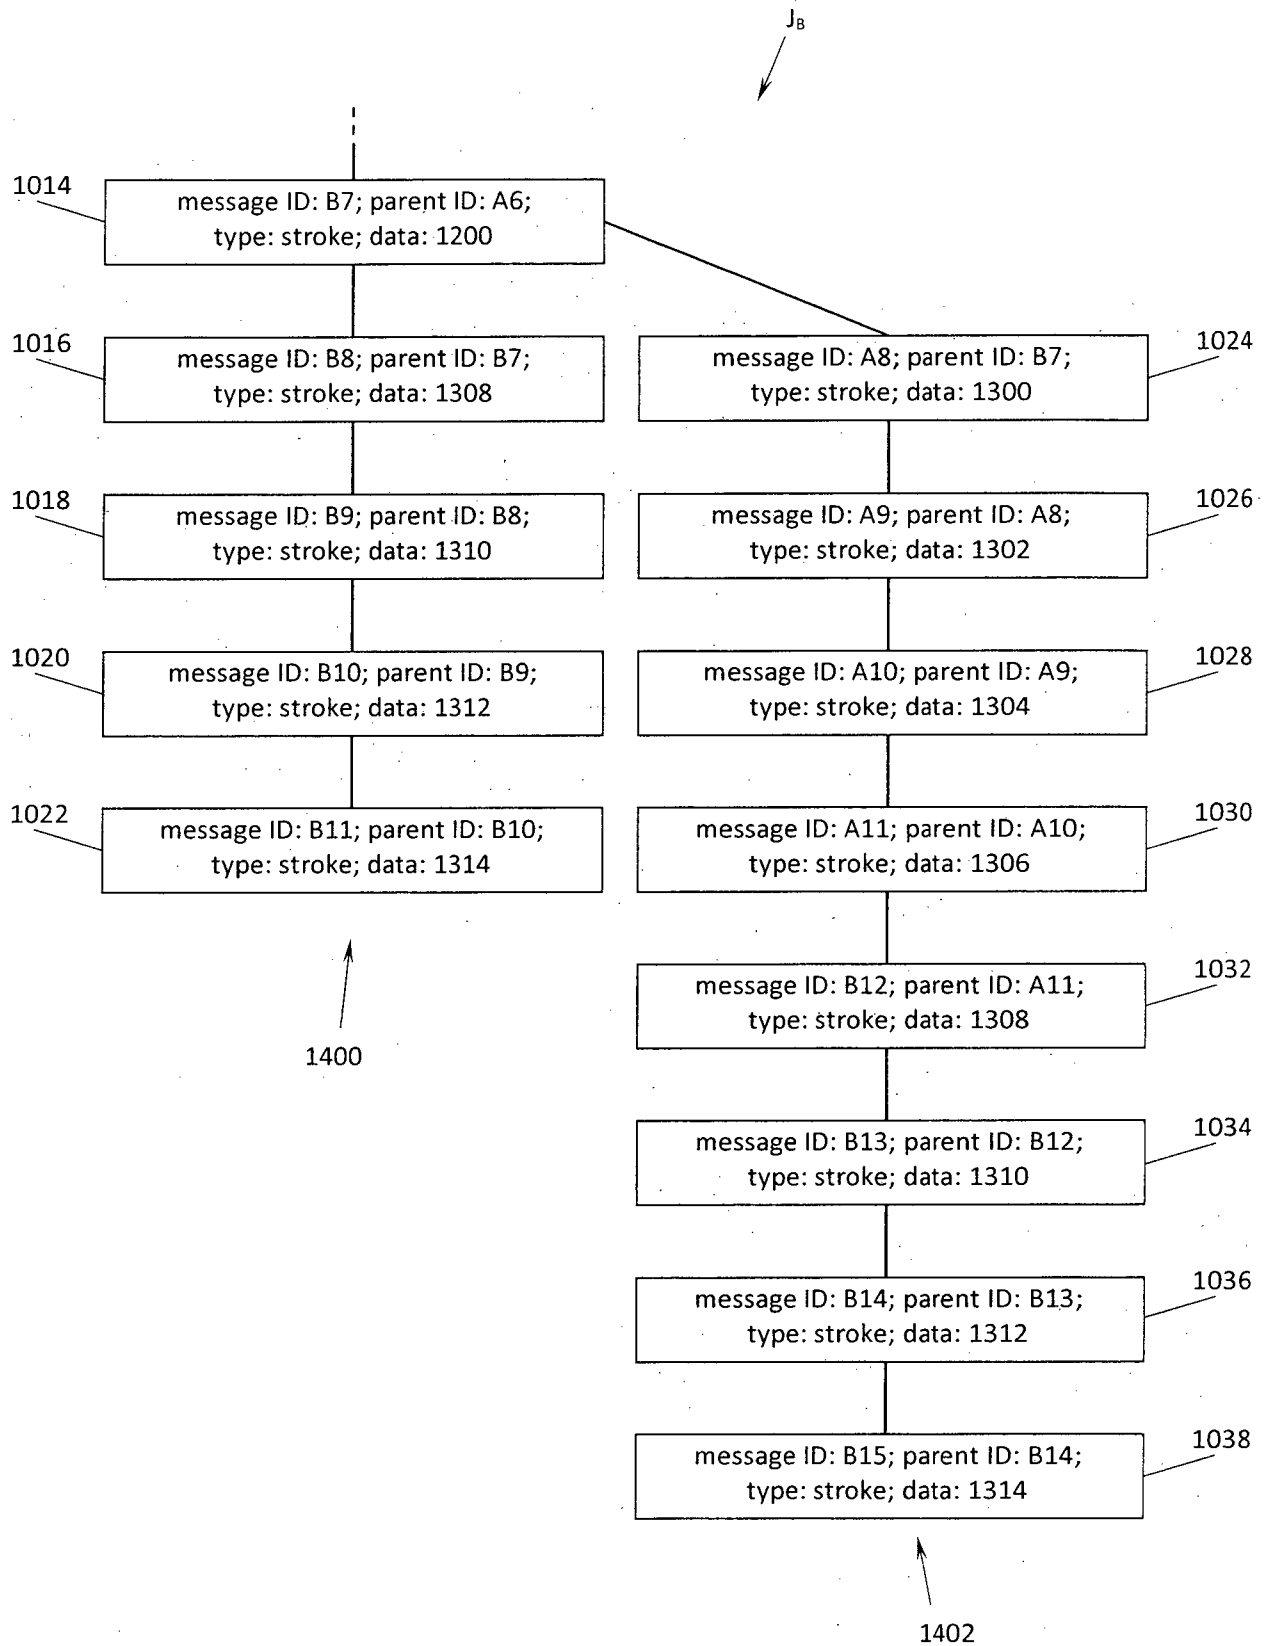 J_B
1014
message ID: B7; parent ID: A6;
type: stroke; data: 1200
1016
message ID: B8; parent ID: B7;
type: stroke; data: 1308
1024
message ID: A8; parent ID: B7;
type: stroke; data: 1300
1018
message ID: B9; parent ID: B8;
type: stroke; data: 1310
1026
message ID: A9; parent ID: A8;
type: stroke; data: 1302
1020
message ID: B10; parent ID: B9;
type: stroke; data: 1312
1028
message ID: A10; parent ID: A9;
type: stroke; data: 1304
1022
message ID: B11; parent ID: B10;
type: stroke; data: 1314
1030
message ID: A11; parent ID: A10;
type: stroke; data: 1306
1400
1032
message ID: B12; parent ID: A11;
type: stroke; data: 1308
1034
message ID: B13; parent ID: B12;
type: stroke; data: 1310
1036
message ID: B14; parent ID: B13;
type: stroke; data: 1312
1038
message ID: B15; parent ID: B14;
type: stroke; data: 1314
1402